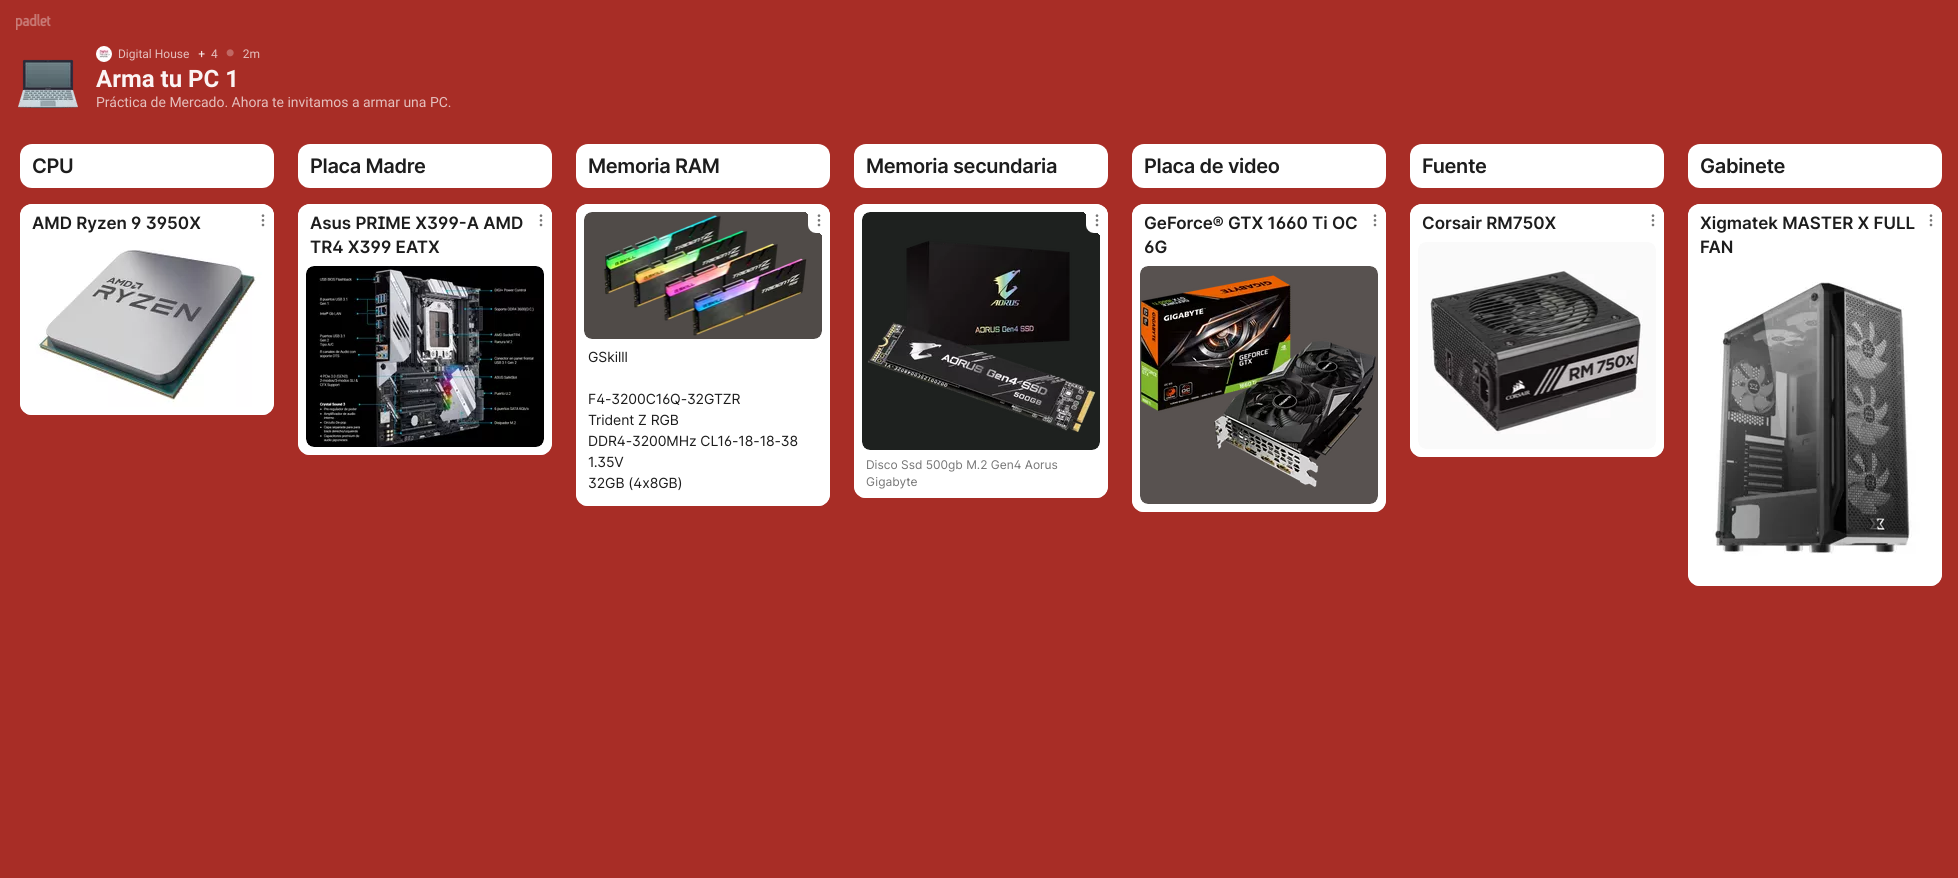 padlet
Digital House + 4 2m
Arma tu PC 1
Práctica de Mercado. Ahora te invitamos a armar una PC.
CPU
AMD Ryzen 9 3950X
AMD
RYZEN
Placa Madre
Asus PRIME X399-A AMD
TR4 X399 EATX
Memoria RAM
GSkilll
F4-3200C16Q-32GTZR
Trident Z RGB
DDR4-3200MHz CL16-18-18-38
1.35V
32GB (4x8GB)
Memoria secundaria
AORUS
AORUS Gen4 SSD
AORUS Gen4 SSD
500GB
Disco Ssd 500gb M.2 Gen4 Aorus
Gigabyte
Placa de video
GeForce® GTX 1660 Ti OC
6G
GIGABYTE
GIGABYTE
GEFORCE
GTX
Fuente
Corsair RM750X
RM 750x
CORSAIR
Gabinete
Xigmatek MASTER X FULL
FAN